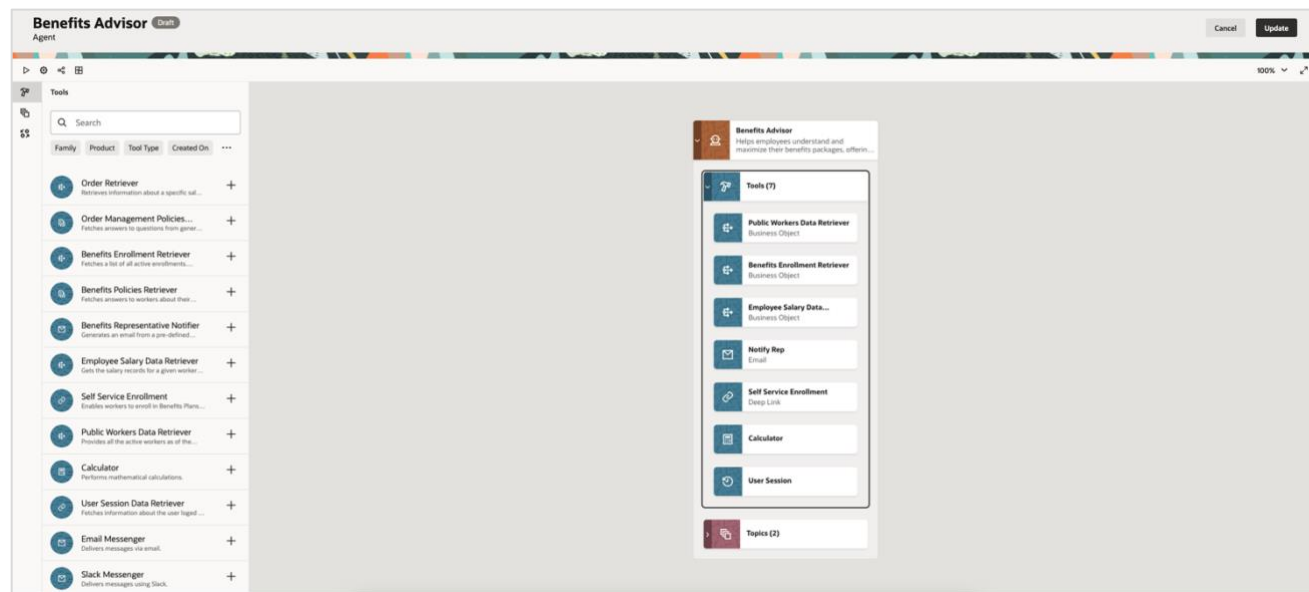 Benefits Advisor Draft
Agent
Cancel
Update
100%
Tools
Search
Family Product Tool Type Created On
Order Retriever
Retrieves information about a specific sal...
Order Management Policies...
Fetches answers to questions from gener...
Benefits Enrollment Retriever
Fetches a list of all active enrollments....
Benefits Policies Retriever
Fetches answers to workers about their ...
Benefits Representative Notifier
Generates an email from a pre-defined ...
Employee Salary Data Retriever
Gets the salary records for a given worker...
Self Service Enrollment
Enables workers to enroll in Benefits Plans...
Public Workers Data Retriever
Provides all the active workers as of the...
Calculator
Performs mathematical calculations.
User Session Data Retriever
Fetches information about the user loged ...
Email Messenger
Delivers messages via email.
Slack Messenger
Delivers messages using Slack.
Benefits Advisor
Helps employees understand and
maximize their benefits packages, offerin...
Tools (7)
Public Workers Data Retriever
Business Object
Benefits Enrollment Retriever
Business Object
Employee Salary Data...
Business Object
Notify Rep
Email
Self Service Enrollment
Deep Link
Calculator
User Session
Topics (2)